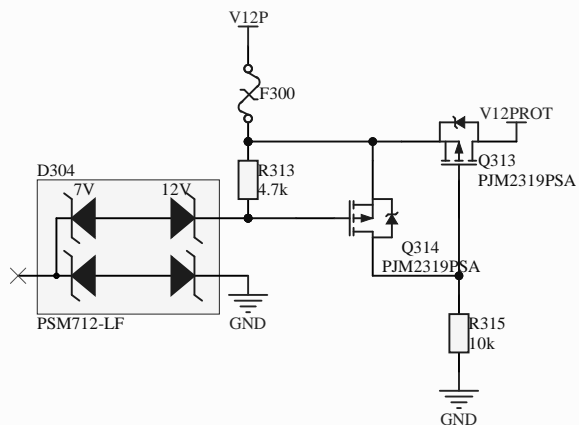 V12P
F300
V12PROT
D304
7V
12V
R313
4.7k
Q313
PJM2319PSA
Q314
PJM2319PSA
PSM712-LF
GND
R315
10k
GND